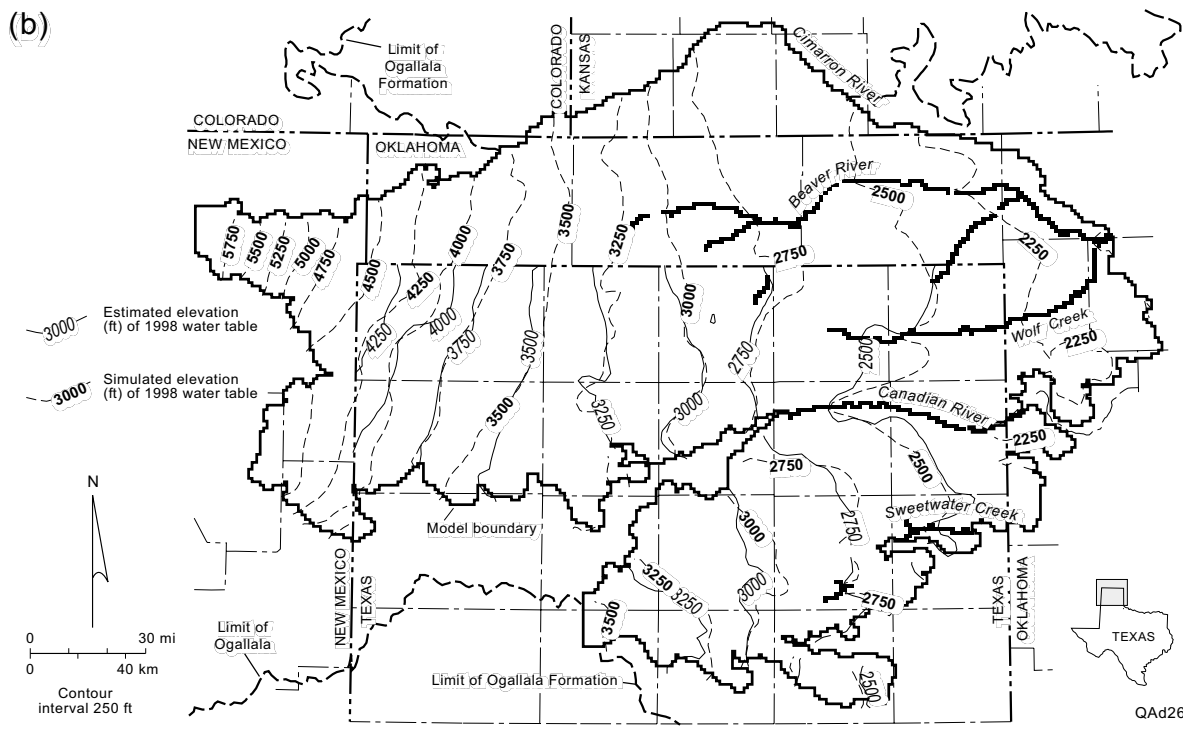 (b)
Limit of
Ogallala
Formation
COLORADO
KANSAS
Cimarron River
COLORADO
NEW MEXICO
OKLAHOMA
Beaver River
2500
5750
5500
5250
5000
4750
4500
4250
4000
3750
3500
3250
2750
2250
3000
Estimated elevation
(ft) of 1998 water table
3000
4250
4000
3750
3500
2750
2500
Wolf Creek
2250
3000
Simulated elevation
(ft) of 1998 water table
3500
3250
3000
Canadian River
2250
N
2750
2500
Model boundary
3000
2750
Sweetwater Creek
NEW MEXICO
TEXAS
3250
3250
3000
2750
TEXAS
OKLAHOMA
3500
0 30 mi
0 40 km
Contour
interval 250 ft
Limit of
Ogallala
Limit of Ogallala Formation
2500
TEXAS
QAd26